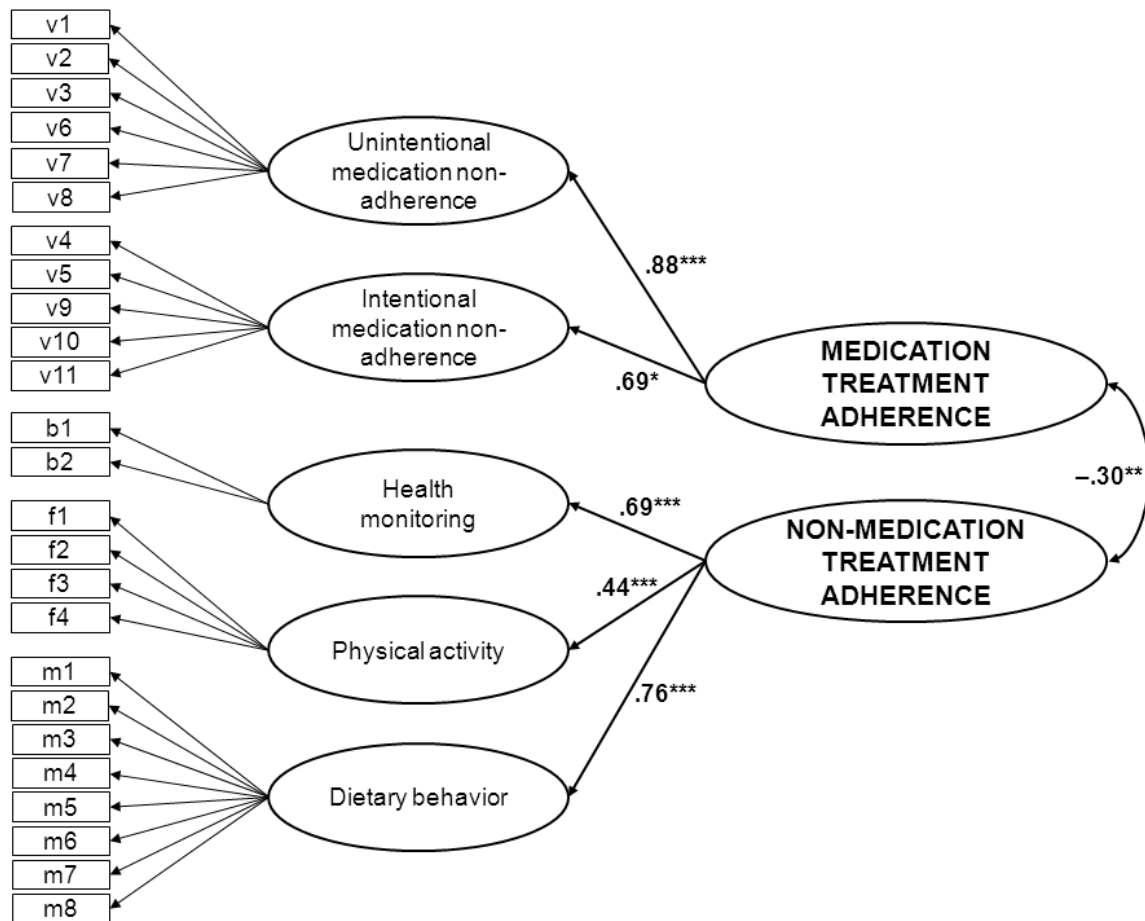 v1
v2
v3
v6
v7
v8
Unintentional
medication non-
adherence
v4
v5
v9
v10
v11
Intentional
medication non-
adherence
.88***
.69*
MEDICATION
TREATMENT
ADHERENCE
–.30**
b1
b2
Health
monitoring
.69***
NON-MEDICATION
TREATMENT
ADHERENCE
f1
f2
f3
f4
Physical activity
.44***
m1
m2
m3
m4
m5
m6
m7
m8
Dietary behavior
.76***